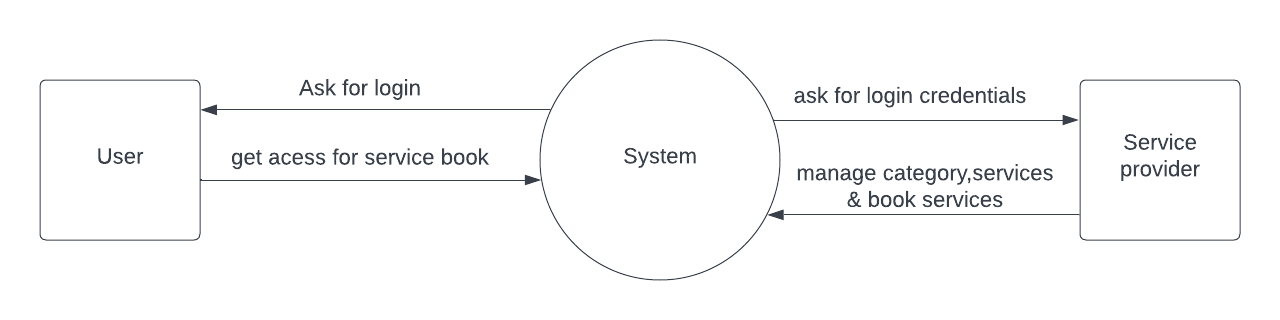 Ask for login
ask for login credentials
User
get acess for service book
System
Service
provider
manage category,services
& book services